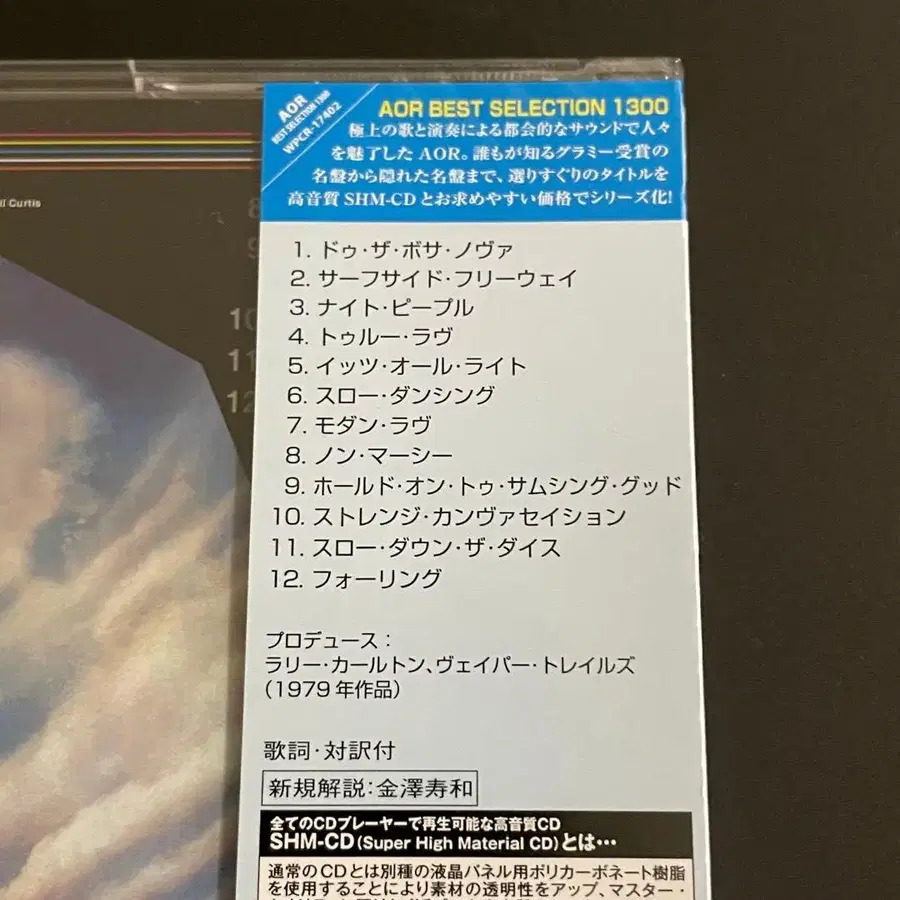 AOR
BEST SELECTION 1300
WPCR-17402
AOR BEST SELECTION 1300
極上の歌と演奏による都会的なサウンドで人々
を魅了したAOR。誰もが知るグラミー受賞の
名盤から隠れた名盤まで、選りすぐりのタイトルを
高音質SHM-CDとお求めやすい価格でシリーズ化!
Curtis
8
9
10
11
12
1. ドゥ・ザ・ボサ・ノヴァ
2. サーフサイド・フリーウェイ
3. ナイト・ピープル
4. トゥルー・ラヴ
5. イッツ・オール・ライト
6. スロー・ダンシング
7. モダン・ラヴ
8. ノン・マーシー
9. ホールド・オン・トゥ・サムシング・グッド
10. ストレンジ・カンヴァセイション
11. スロー・ダウン・ザ・ダイス
12. フォーリング
プロデュース:
ラリー・カールトン、ヴェイパー・トレイルズ
(1979年作品)
歌詞・対訳付
新規解説:金澤寿和
全てのCDプレーヤーで再生可能な高音質CD
SHM-CD(Super High Material CD)とは…
通常のCDとは別種の液晶パネル用ポリカーボネート樹脂
を使用することにより素材の透明性をアップ、マスター・